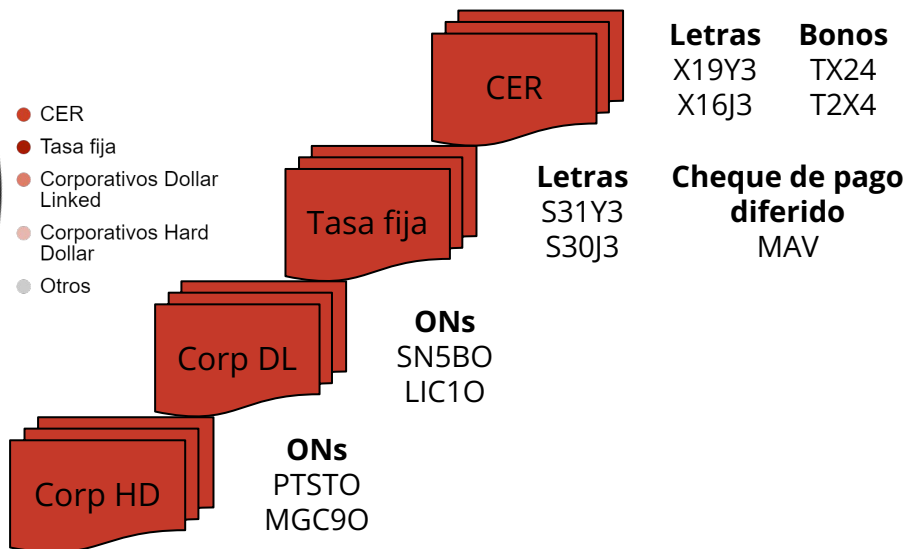 CER
Letras
X19Y3
X16J3
Bonos
TX24
T2X4
CER
Tasa fija
Corporativos Dollar
Linked
Corporativos Hard
Dollar
Otros
Tasa fija
Letras
S31Y3
S30J3
Cheque de pago
diferido
MAV
Corp DL
ONs
SN5BO
LIC1O
Corp HD
ONs
PTSTO
MGC9O